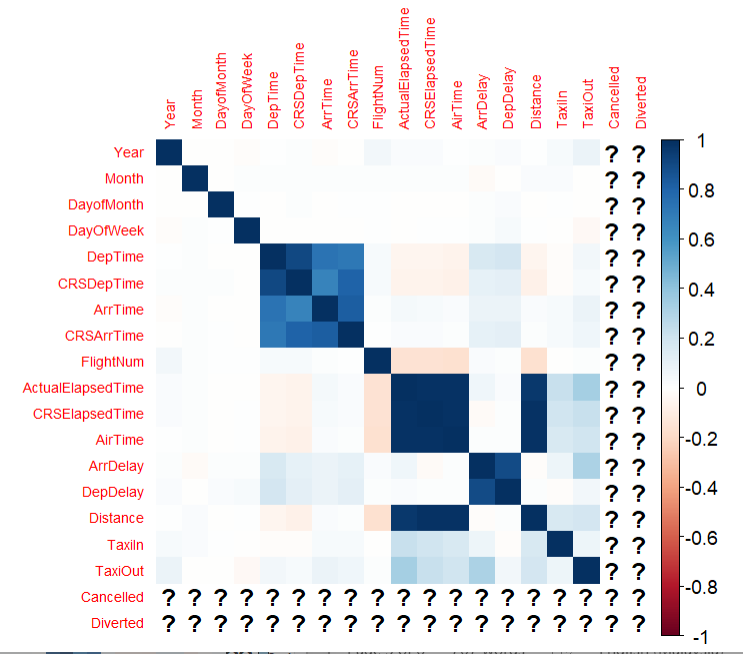 Year
Month
DayofMonth
DayOfWeek
DepTime
CRSDepTime
ArrTime
CRSArrTime
FlightNum
ActualElapsedTime
CRSElapsedTime
AirTime
ArrDelay
DepDelay
Distance
TaxiIn
TaxiOut
Cancelled
Diverted
Year ? ? 1
Month ? ?
DayofMonth ? ? 0.8
DayOfWeek ? ?
DepTime ? ? 0.6
CRSDepTime ? ?
ArrTime ? ? 0.4
CRSArrTime ? ? 0.2
FlightNum ? ?
ActualElapsedTime ? ? 0
CRSElapsedTime ? ?
AirTime ? ? -0.2
ArrDelay ? ?
DepDelay ? ? -0.4
Distance ? ?
TaxiIn ? ? -0.6
TaxiOut ? ? -0.8
Cancelled ? ? ? ? ? ? ? ? ? ? ? ? ? ? ? ? ? ? ?
Diverted ? ? ? ? ? ? ? ? ? ? ? ? ? ? ? ? ? ? ? -1